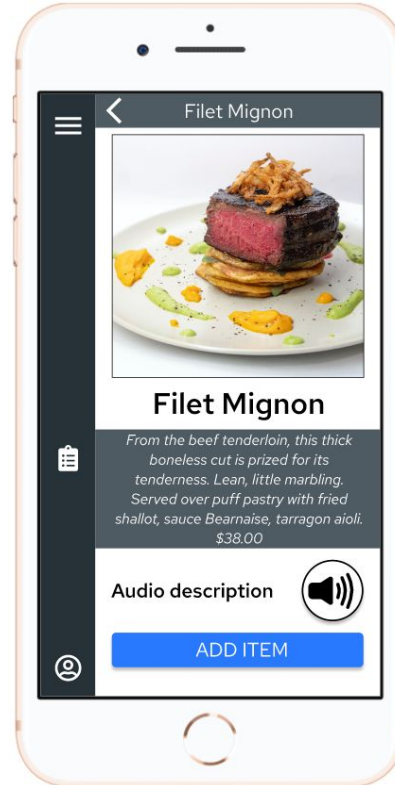 Filet Mignon
Filet Mignon
From the beef tenderloin, this thick
boneless cut is prized for its
tenderness. Lean, little marbling.
Served over puff pastry with fried
shallot, sauce Bearnaise, tarragon aioli.
$38.00
Audio description
ADD ITEM